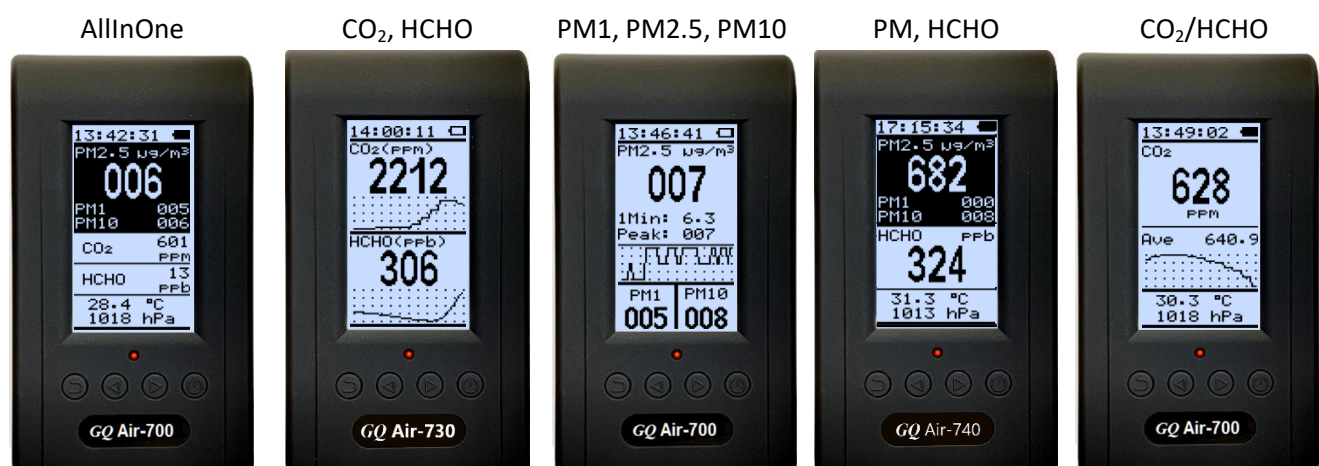 AllInOne
13:42:31
PM2.5 µg/m³
006
PM1 005
PM10 006
CO₂ 601 ppm
HCHO 13 ppb
28.4 °C
1018 hPa
GQ Air-700
CO₂, HCHO
14:00:11
CO₂(ppm)
2212
HCHO(ppb)
306
GQ Air-730
PM1, PM2.5, PM10
13:46:41
PM2.5 µg/m³
007
1Min: 6.3
Peak: 007
PM1 PM10
005 008
GQ Air-700
PM, HCHO
17:15:34
PM2.5 µg/m³
682
PM1 000
PM10 008
HCHO ppb
324
31.3 °C
1013 hPa
GQ Air-740
CO₂/HCHO
13:49:02
CO₂
628
ppm
Ave 640.9
30.3 °C
1018 hPa
GQ Air-700